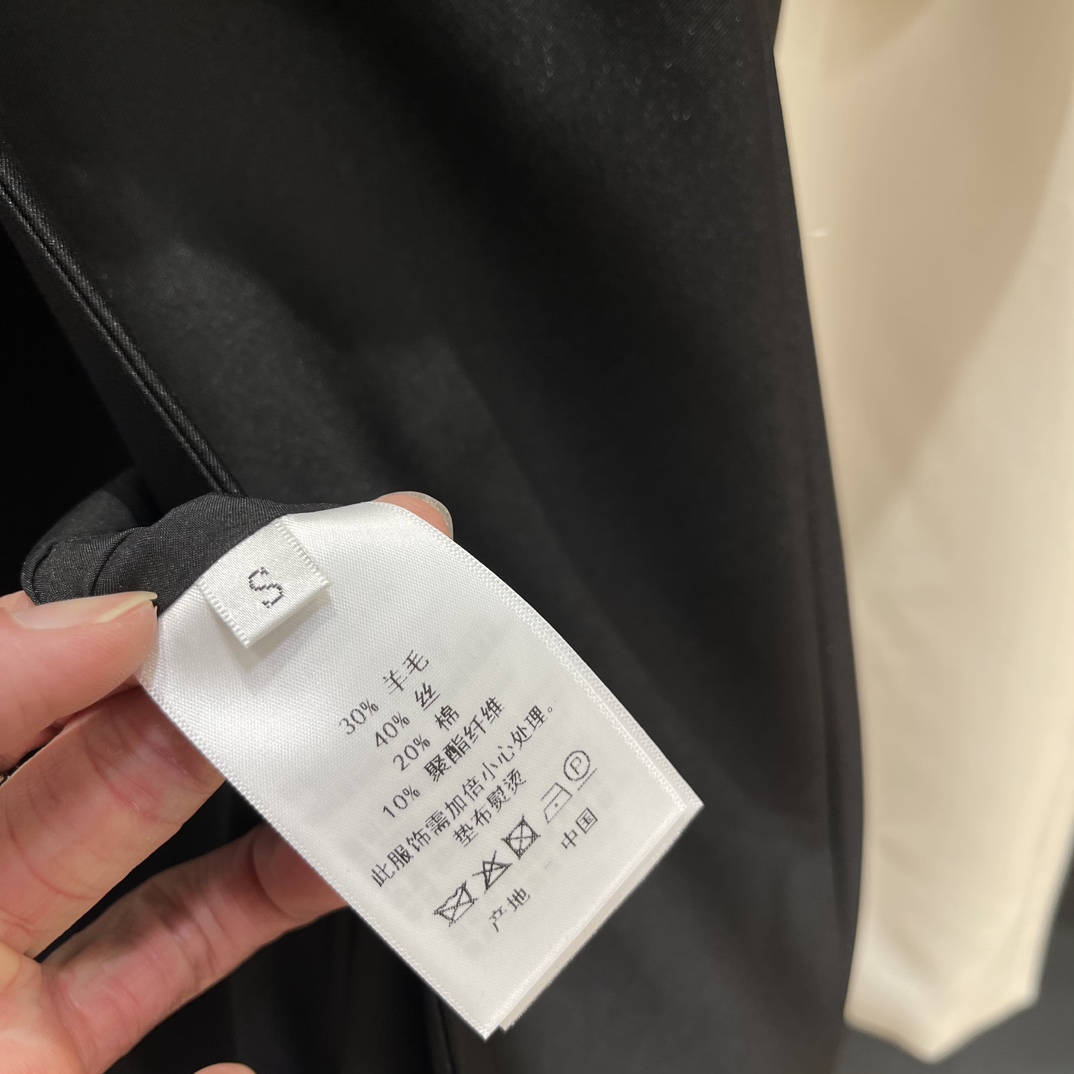 S
30% 羊毛
40% 丝
20% 棉
10% 聚酯纤维
此服饰需加倍小心处理。
垫布熨烫
P
产地 - 中国